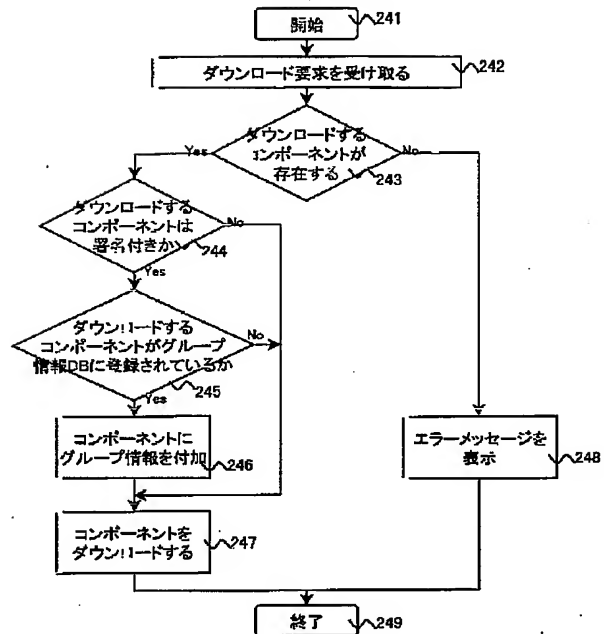 開始
241
ダウンロード要求を受け取る
242
ダウンロードする
コンポーネントが
存在する
243
Yes
No
ダウンロードする
コンポーネントは
署名付きか
244
No
Yes
ダウンロードする
コンポーネントがグループ
情報DBに登録されているか
245
No
Yes
コンポーネントに
グループ情報を付加
246
エラーメッセージを
表示
248
コンポーネントを
ダウンロードする
247
終了
249